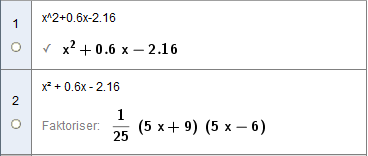 1
x^2+0.6x-2.16
✓ x² + 0.6 x − 2.16
2
x² + 0.6x - 2.16
Faktoriser: 1/25 (5 x + 9) (5 x − 6)